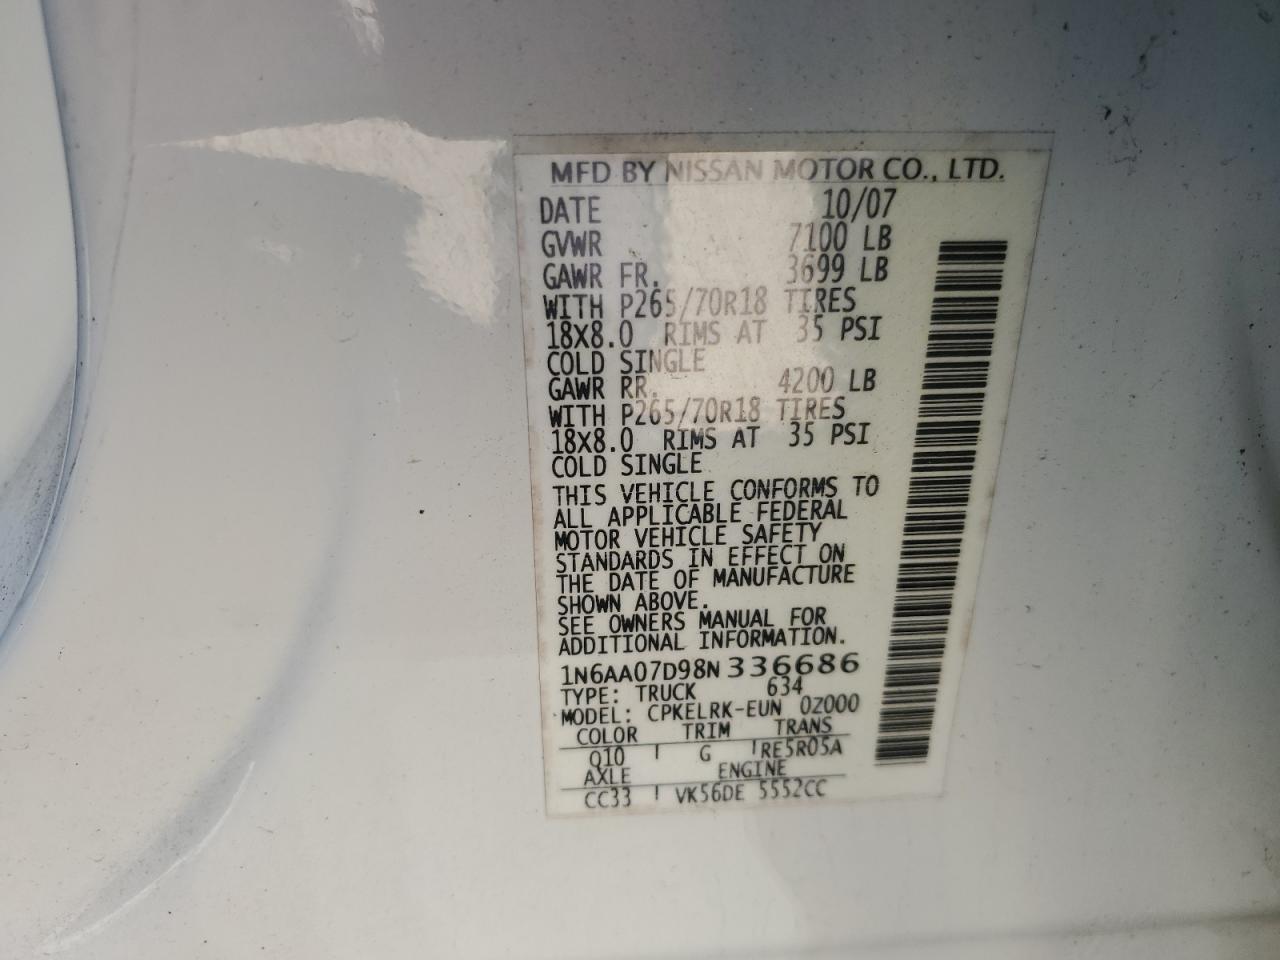 MFD BY NISSAN MOTOR CO., LTD.
DATE 10/07
GVWR 7100 LB
GAWR FR. 3699 LB
WITH P265/70R18 TIRES
18X8.0 RIMS AT 35 PSI
COLD SINGLE
GAWR RR. 4200 LB
WITH P265/70R18 TIRES
18X8.0 RIMS AT 35 PSI
COLD SINGLE
THIS VEHICLE CONFORMS TO
ALL APPLICABLE FEDERAL
MOTOR VEHICLE SAFETY
STANDARDS IN EFFECT ON
THE DATE OF MANUFACTURE
SHOWN ABOVE.
SEE OWNERS MANUAL FOR
ADDITIONAL INFORMATION.
1N6AA07D98N336686
TYPE: TRUCK 634
MODEL: CPKELRK-EUN 0Z000
COLOR TRIM TRANS
Q10 G RE5R05A
AXLE ENGINE
CC33 VK56DE 5552CC